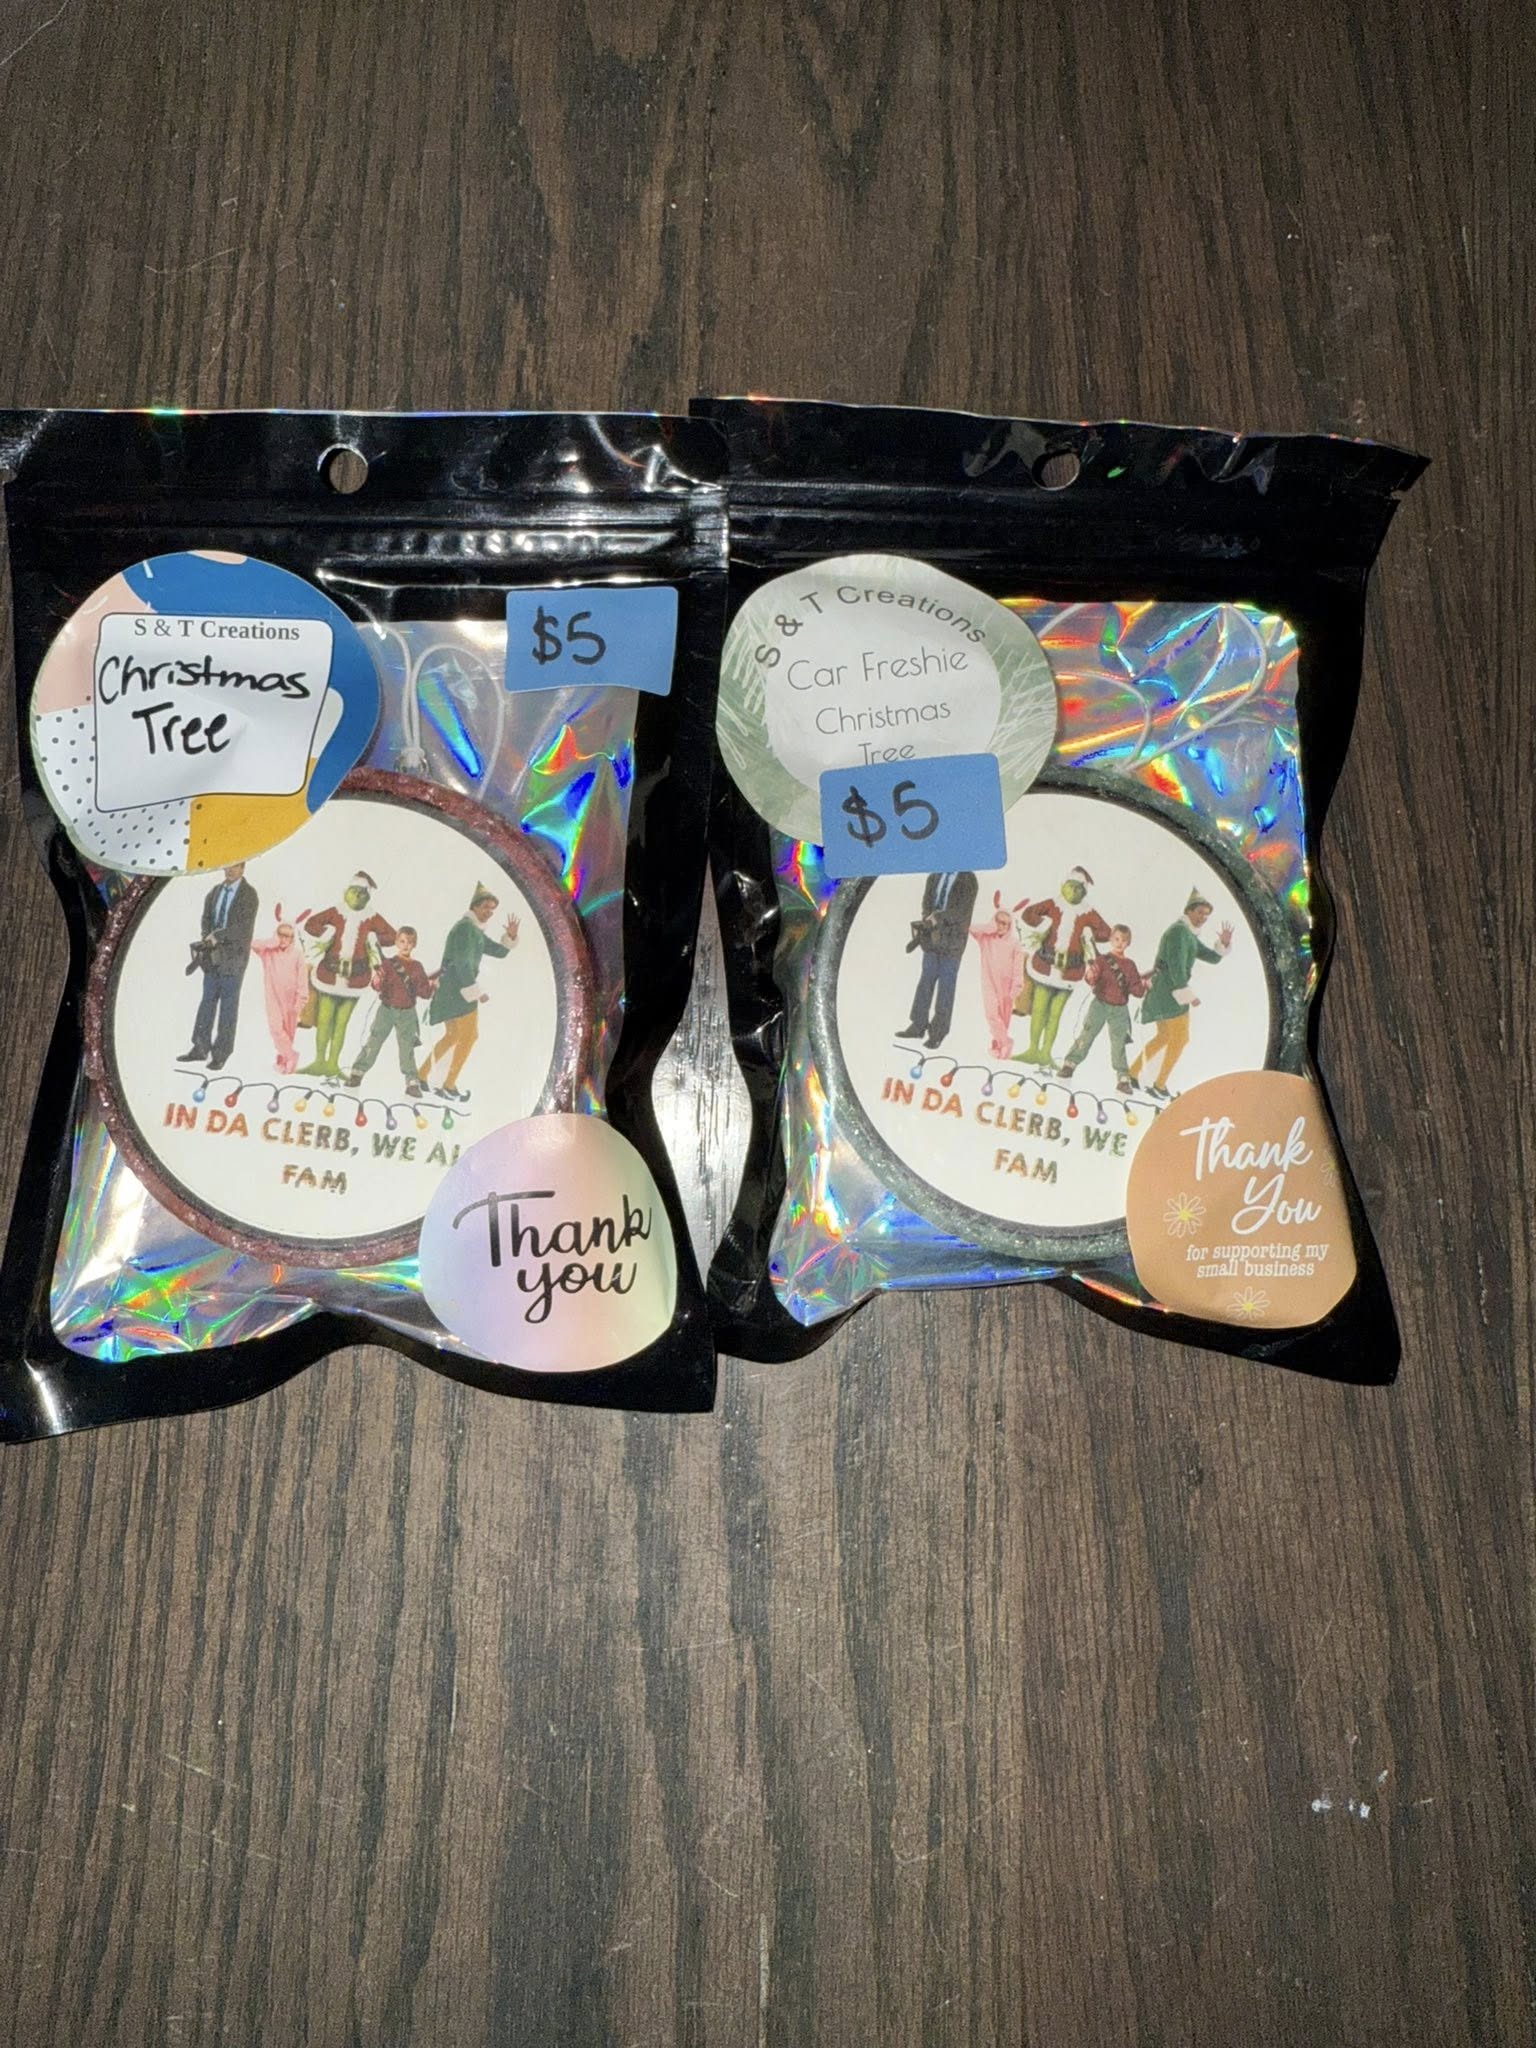 S & T Creations
Christmas
Tree
$5
IN DA CLERB, WE
FAM
Thank
you
S & T Creations
Car Freshie
Christmas
Tree
$5
IN DA CLERB, WE
FAM
Thank
You
for supporting my
small business